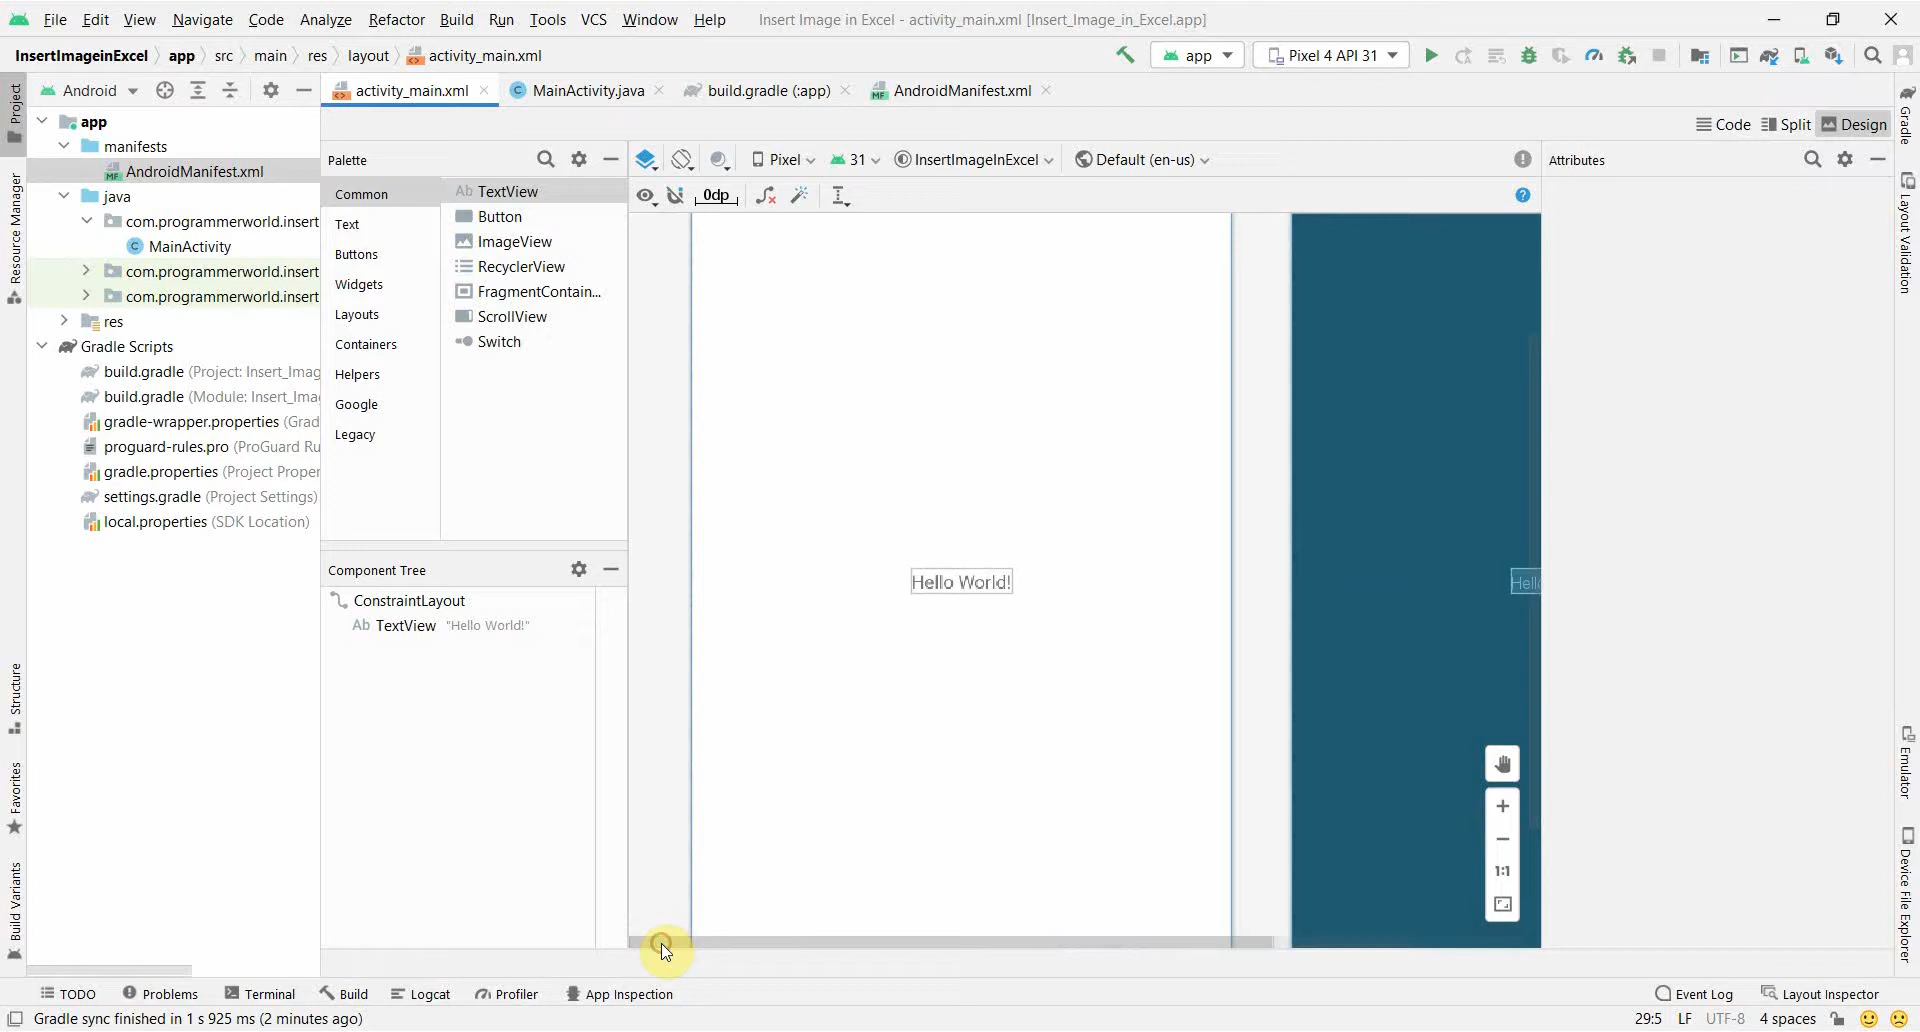 File Edit View Navigate Code Analyze Refactor Build Run Tools VCS Window Help Insert Image in Excel - activity_main.xml [Insert_Image_in_Excel.app]
InsertImageinExcel app src main res layout activity_main.xml app Pixel 4 API 31
Android activity_main.xml MainActivity.java build.gradle (:app) AndroidManifest.xml
Code Split Design
app
manifests
AndroidManifest.xml
java
com.programmerworld.insert
MainActivity
com.programmerworld.insert
com.programmerworld.insert
res
Gradle Scripts
build.gradle (Project: Insert_Imag
build.gradle (Module: Insert_Ima
gradle-wrapper.properties (Grad
proguard-rules.pro (ProGuard Ru
gradle.properties (Project Proper
settings.gradle (Project Settings)
local.properties (SDK Location)
Palette
Common
Text
Buttons
Widgets
Layouts
Containers
Helpers
Google
Legacy
Ab TextView
Button
ImageView
RecyclerView
FragmentContain...
ScrollView
Switch
Component Tree
ConstraintLayout
Ab TextView "Hello World!"
Pixel 31 InsertImageInExcel Default (en-us)
0dp
Hello World!
Hell
1:1
Attributes
Project
Resource Manager
Structure
Favorites
Build Variants
Gradle
Layout Validation
Emulator
Device File Explorer
TODO Problems Terminal Build Logcat Profiler App Inspection Event Log Layout Inspector
Gradle sync finished in 1 s 925 ms (2 minutes ago) 29:5 LF UTF-8 4 spaces